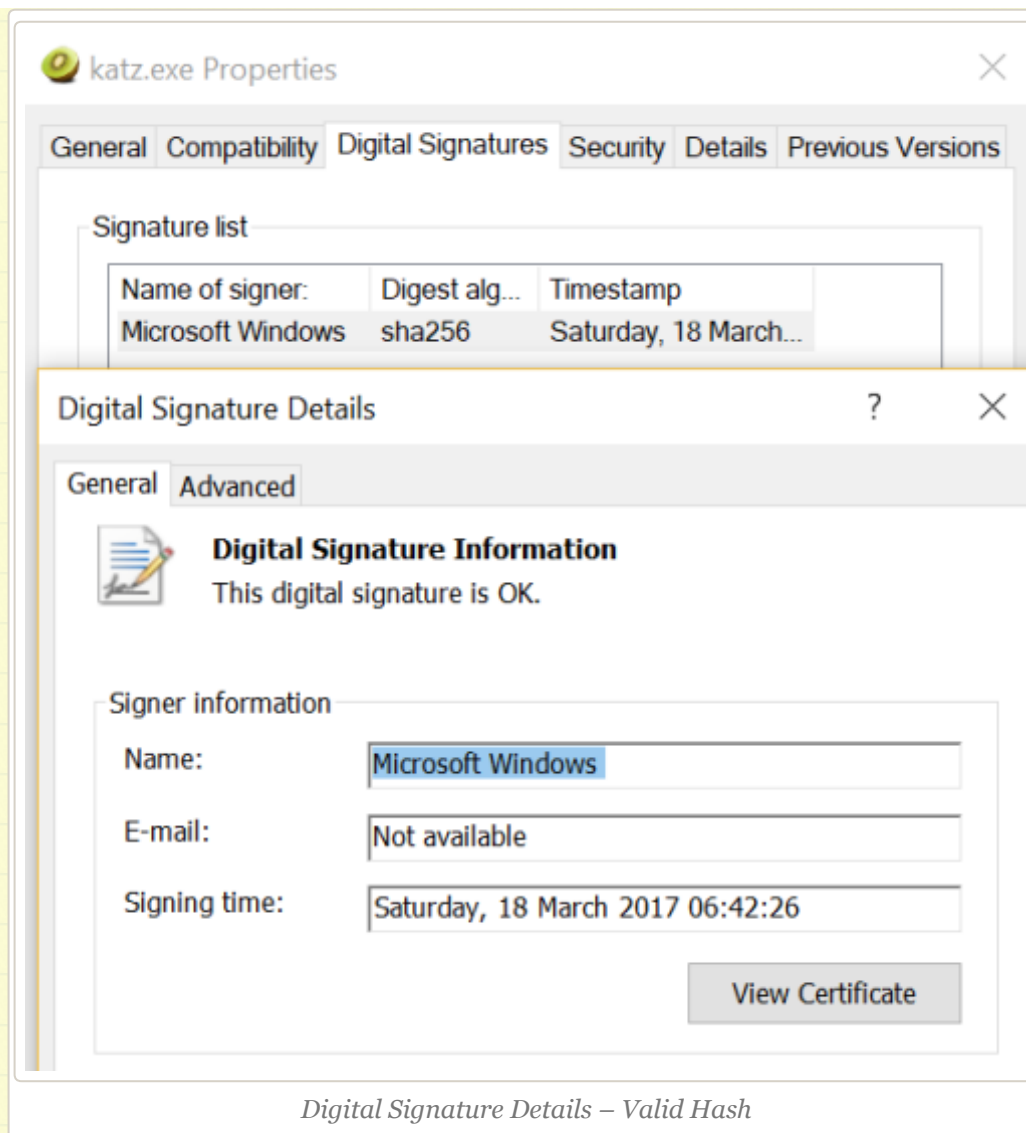 katz.exe Properties
General Compatibility Digital Signatures Security Details Previous Versions
Signature list
Name of signer: Digest alg... Timestamp
Microsoft Windows sha256 Saturday, 18 March...
Digital Signature Details ?
General Advanced
Digital Signature Information
This digital signature is OK.
Signer information
Name: Microsoft Windows
E-mail: Not available
Signing time: Saturday, 18 March 2017 06:42:26
View Certificate
Digital Signature Details – Valid Hash